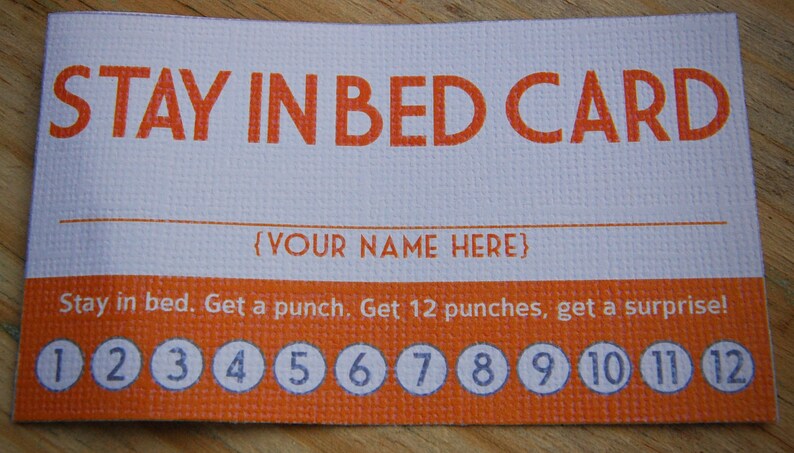 STAY IN BED CARD
{YOUR NAME HERE}
Stay in bed. Get a punch. Get 12 punches, get a surprise!
1 2 3 4 5 6 7 8 9 10 11 12